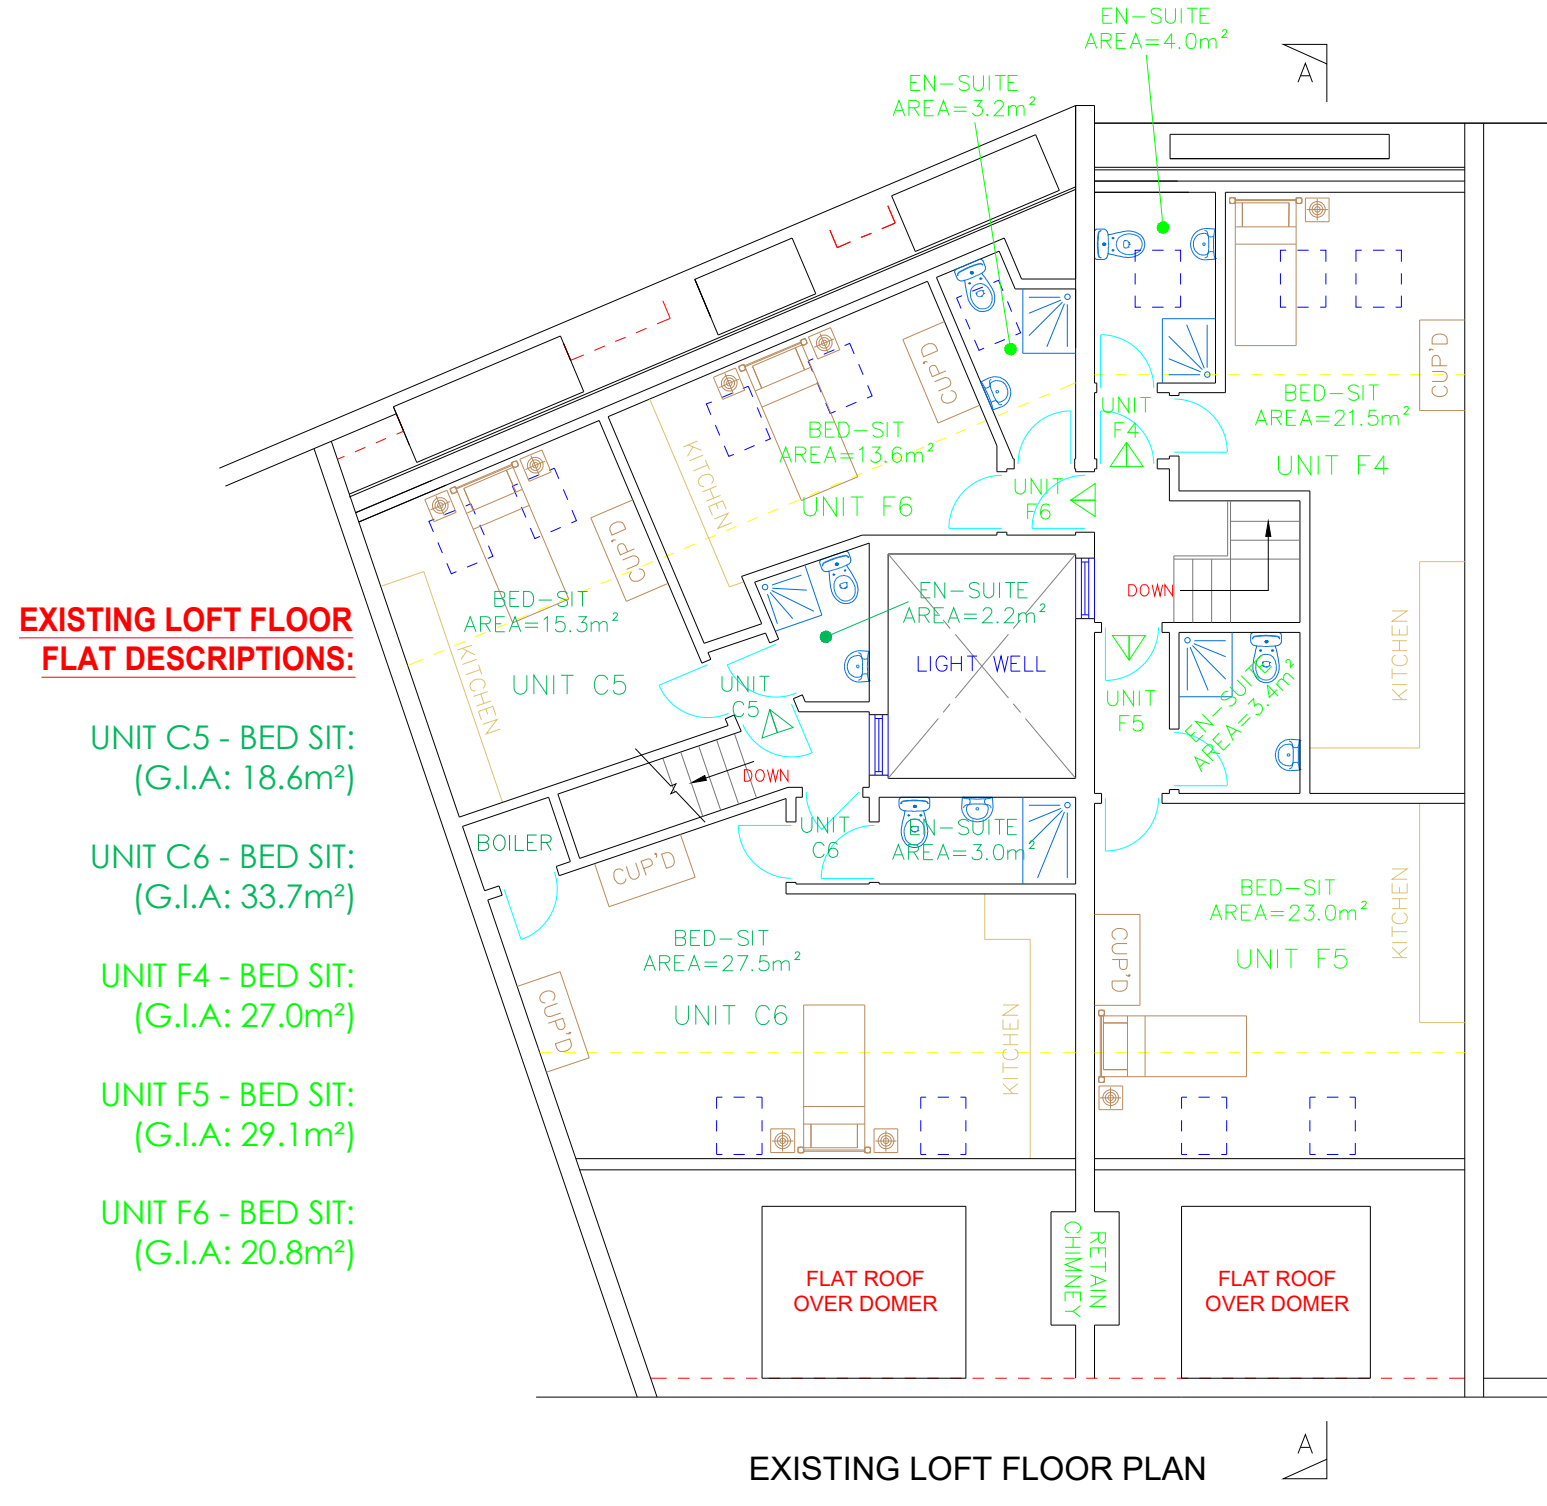 EN-SUITE
AREA=4.0m²
A
EN-SUITE
AREA=3.2m²
CUP'D
CUP'D
BED-SIT
AREA=21.5m²
UNIT F4
UNIT
F4
BED-SIT
AREA=13.6m²
UNIT F6
KITCHEN
UNIT
F6
CUP'D
BED-SIT
AREA=15.3m²
UNIT C5
KITCHEN
EN-SUITE
AREA=2.2m²
LIGHT WELL
DOWN
KITCHEN
EN-SUITE
AREA=3.4m²
UNIT
C5
UNIT
F5
DOWN
EXISTING LOFT FLOOR
FLAT DESCRIPTIONS:
UNIT C5 - BED SIT:
(G.I.A: 18.6m²)
UNIT C6 - BED SIT:
(G.I.A: 33.7m²)
UNIT F4 - BED SIT:
(G.I.A: 27.0m²)
UNIT F5 - BED SIT:
(G.I.A: 29.1m²)
UNIT F6 - BED SIT:
(G.I.A: 20.8m²)
BOILER
CUP'D
UNIT
C6
EN-SUITE
AREA=3.0m²
BED-SIT
AREA=27.5m²
UNIT C6
CUP'D
KITCHEN
BED-SIT
AREA=23.0m²
UNIT F5
CUP'D
KITCHEN
FLAT ROOF
OVER DOMER
RETAIN
CHIMNEY
FLAT ROOF
OVER DOMER
A
EXISTING LOFT FLOOR PLAN